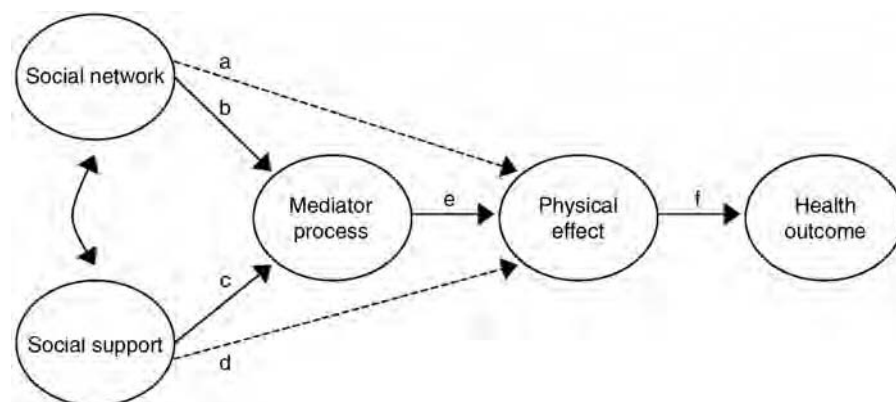 Social network
a
b
Mediator
process
e
Physical
effect
f
Health
outcome
c
Social support
d